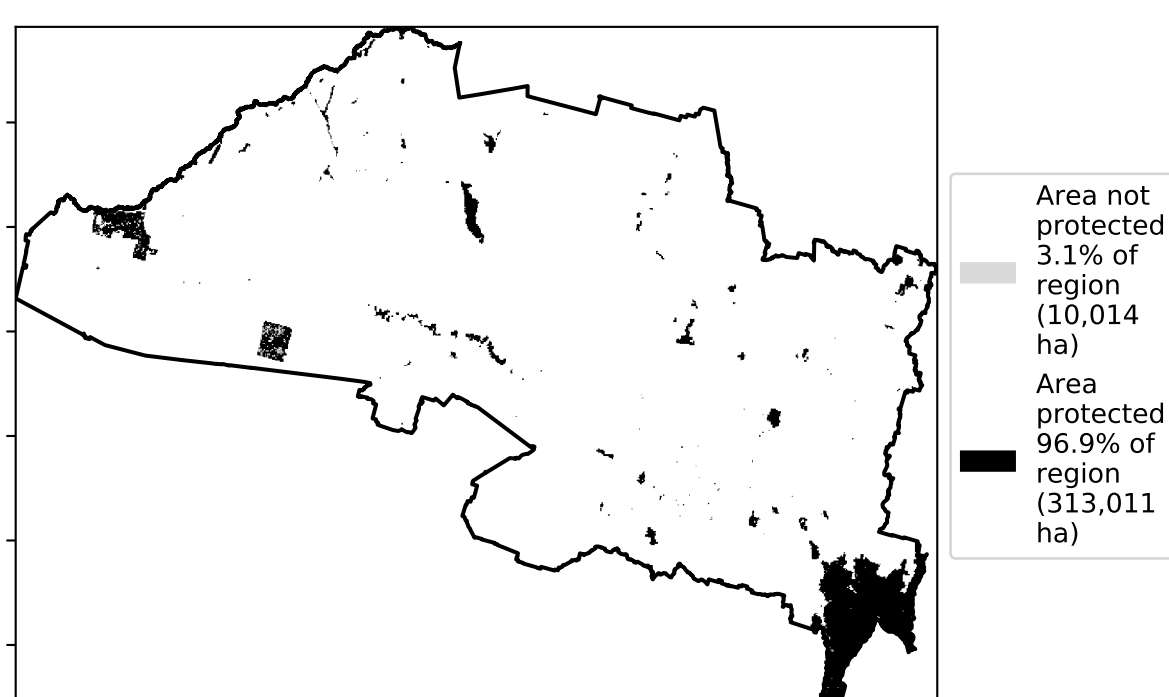 Area not
protected
3.1% of
region
(10,014
ha)
Area
protected
96.9% of
region
(313,011
ha)